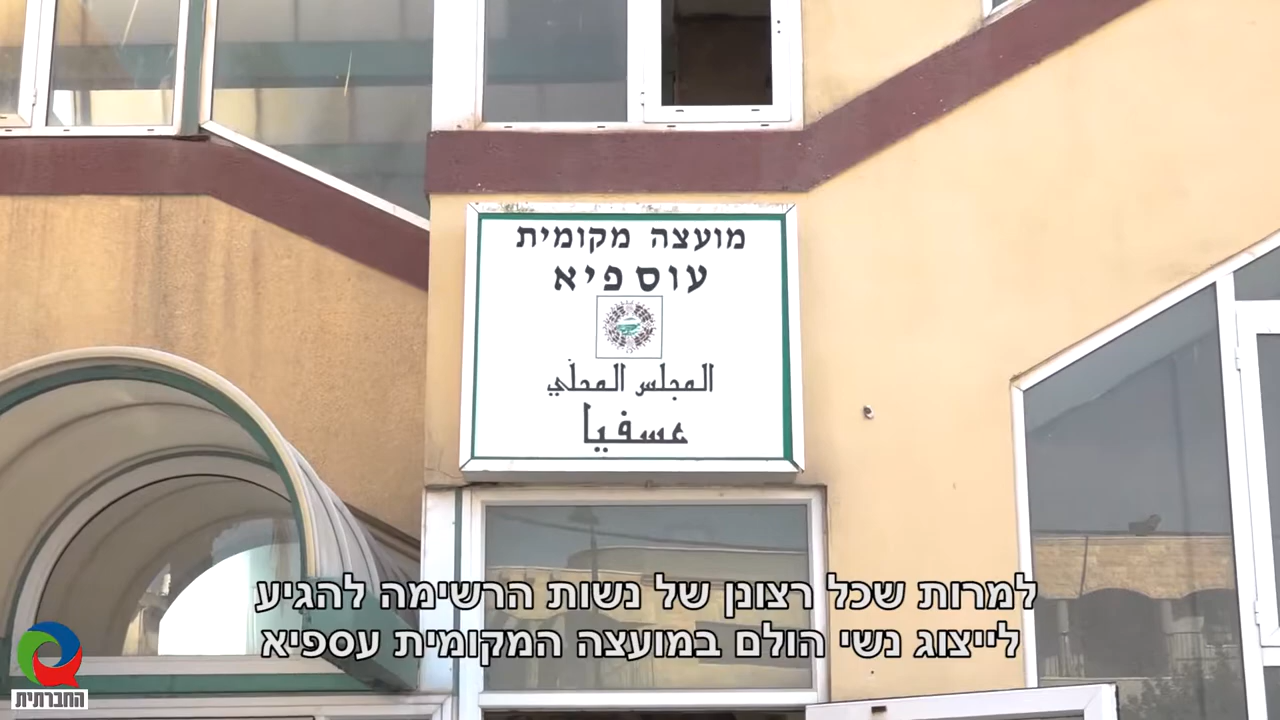 מועצה מקומית
עוספיא
المجلس المحلي
عسفيا
למרות שכל רצונן של נשות הרשימה להגיע
לייצוג נשי הולם במועצה המקומית עספיא
החברתית